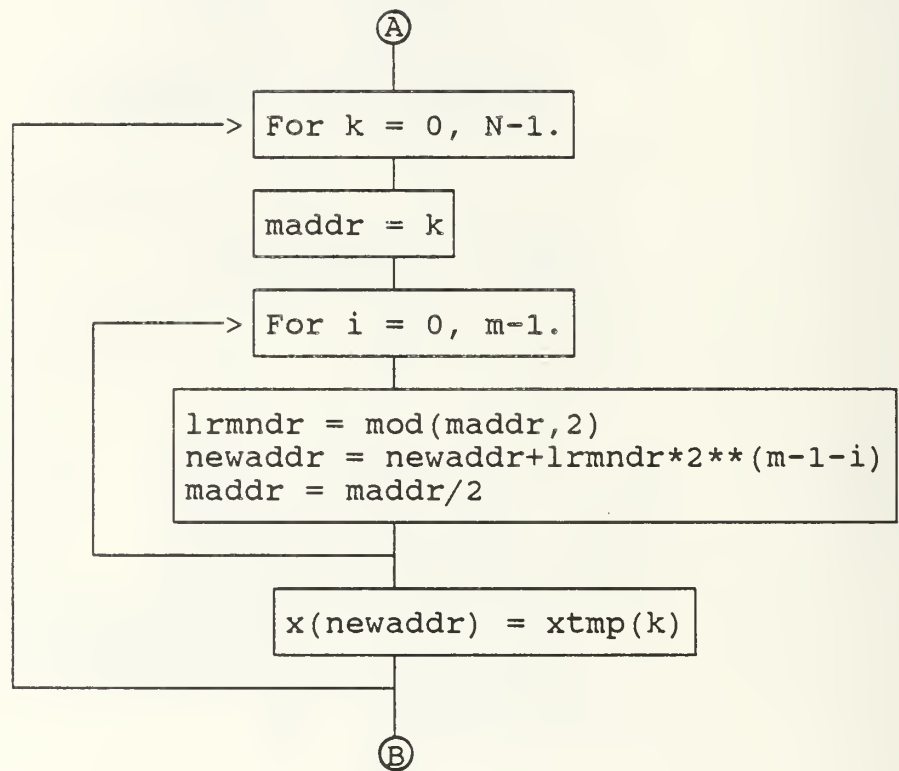 A
> For k = 0, N-1.
maddr = k
> For i = 0, m-1.
lrmndr = mod(maddr,2)
newaddr = newaddr+lrmndr*2**(m-1-i)
maddr = maddr/2
x(newaddr) = xtmp(k)
B